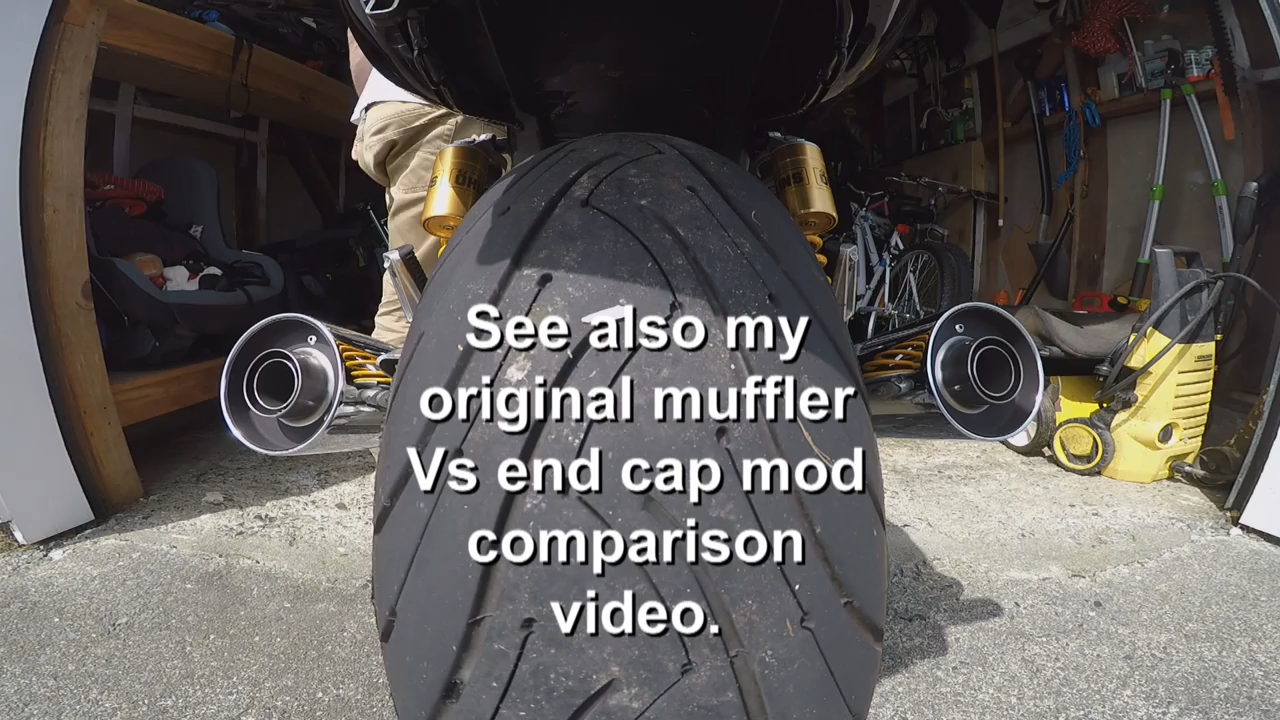 See also my
original muffler
Vs end cap mod
comparison
video.